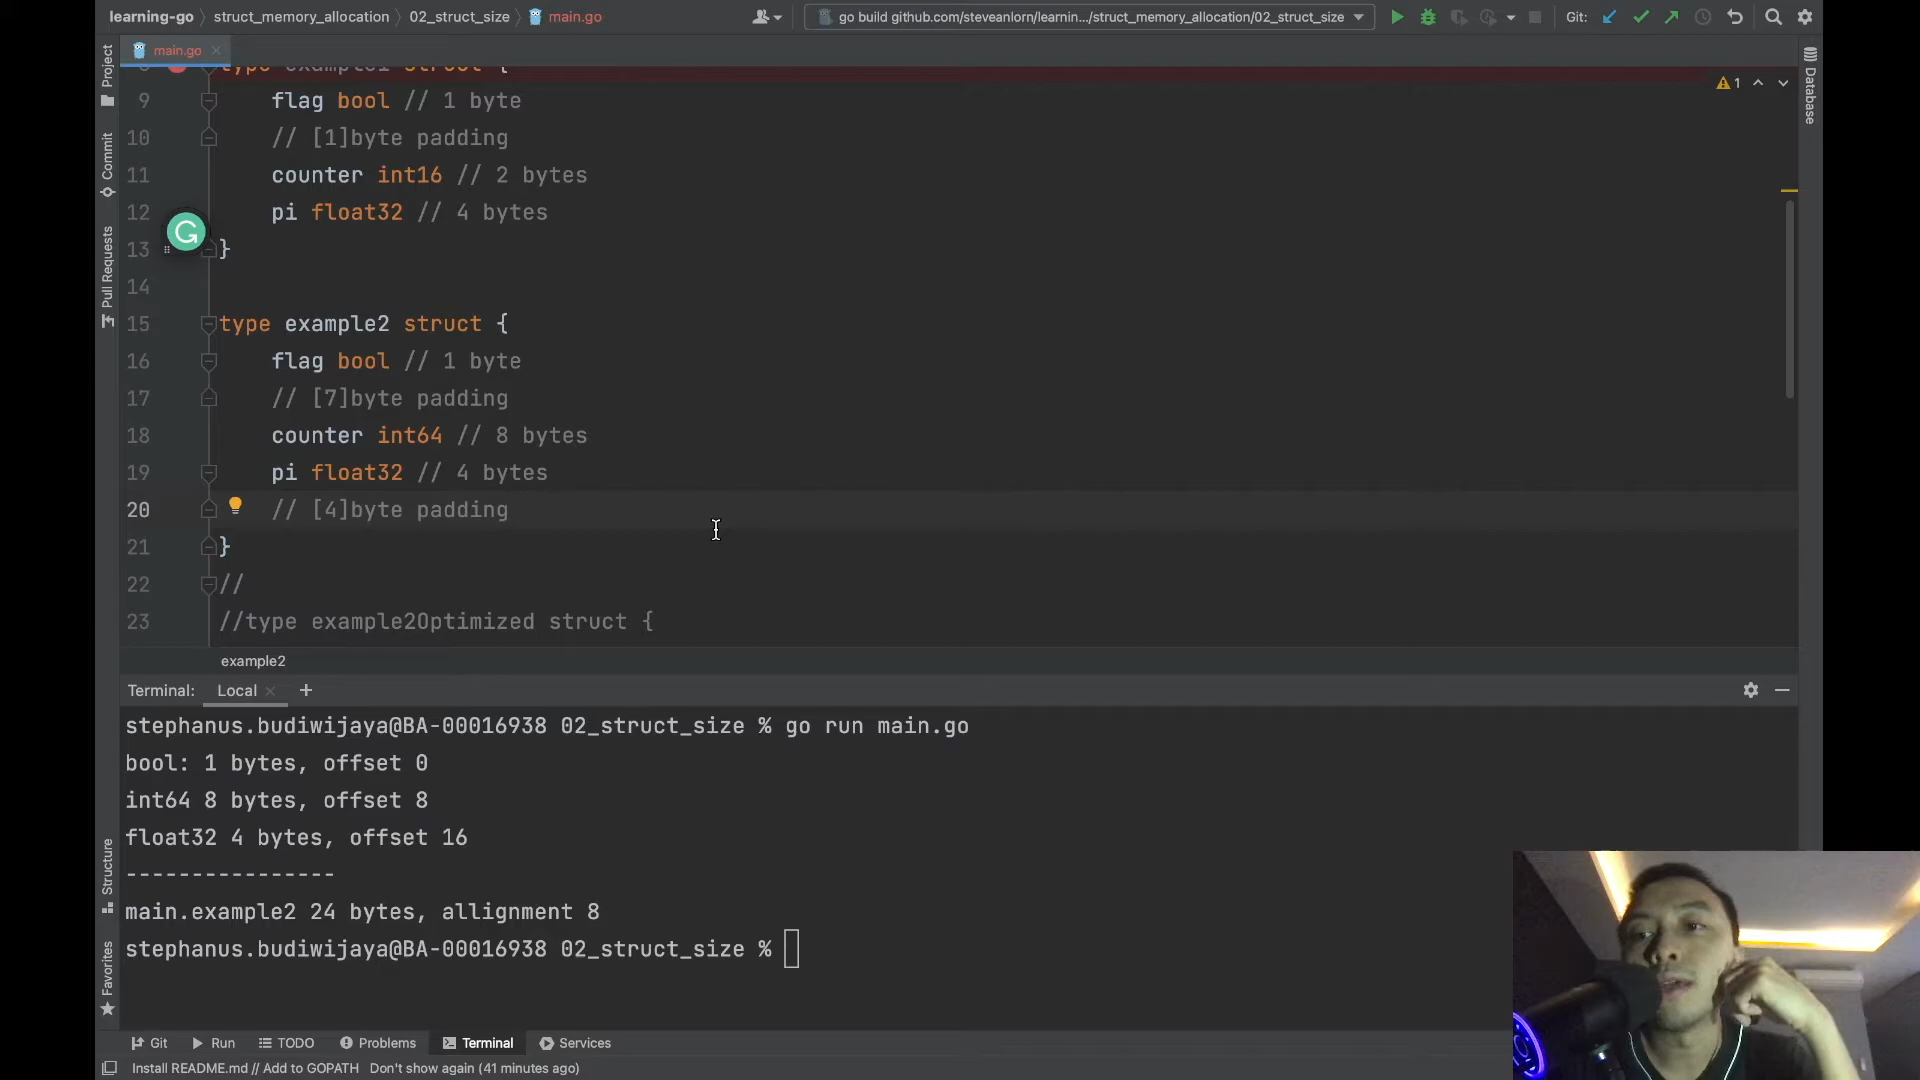 learning-go struct_memory_allocation 02_struct_size main.go
go build github.com/steveanlorn/learnin.../struct_memory_allocation/02_struct_size
Git:
main.go
Project
Commit
Pull Requests
Structure
Favorites
Database
1
8 type example1 struct {
9 flag bool // 1 byte
10 // [1]byte padding
11 counter int16 // 2 bytes
12 pi float32 // 4 bytes
13 }
14
15 type example2 struct {
16 flag bool // 1 byte
17 // [7]byte padding
18 counter int64 // 8 bytes
19 pi float32 // 4 bytes
20 // [4]byte padding
21 }
22 //
23 //type example2Optimized struct {
G
example2
Terminal: Local +
stephanus.budiwijaya@BA-00016938 02_struct_size % go run main.go
bool: 1 bytes, offset 0
int64 8 bytes, offset 8
float32 4 bytes, offset 16
----------------
main.example2 24 bytes, allignment 8
stephanus.budiwijaya@BA-00016938 02_struct_size %
Git Run TODO Problems Terminal Services
Install README.md // Add to GOPATH Don't show again (41 minutes ago)